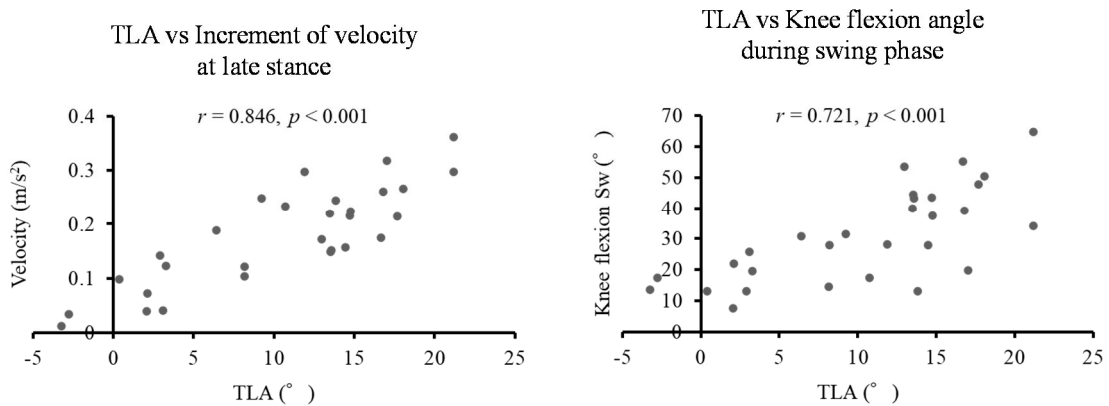 TLA vs Increment of velocity
at late stance
r = 0.846, p < 0.001
0.4
0.3
0.2
0.1
0
Velocity (m/s²)
-5 0 5 10 15 20 25
TLA (° )
TLA vs Knee flexion angle
during swing phase
r = 0.721, p < 0.001
70
60
50
40
30
20
10
0
Knee flexion Sw (° )
-5 0 5 10 15 20 25
TLA (° )